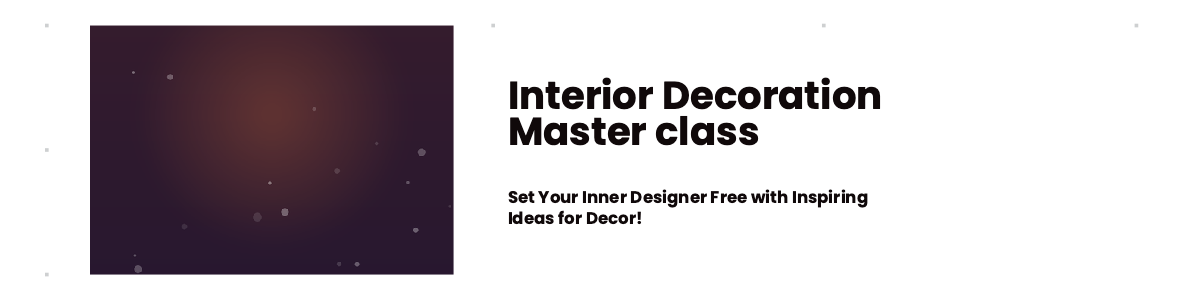 Interior Decoration
Master class
Set Your Inner Designer Free with Inspiring
Ideas for Decor!